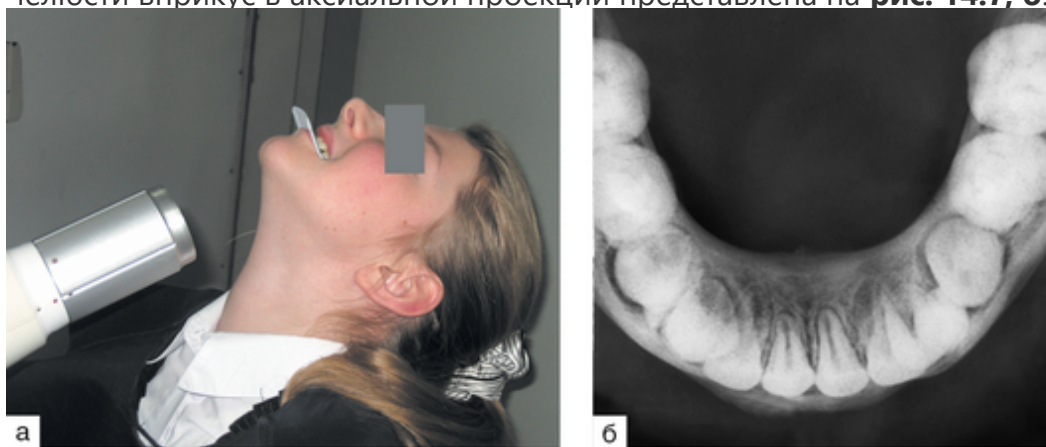 челюсти вприкус в аксиальной проекции представлена на рис. 14.7, б.
а
б